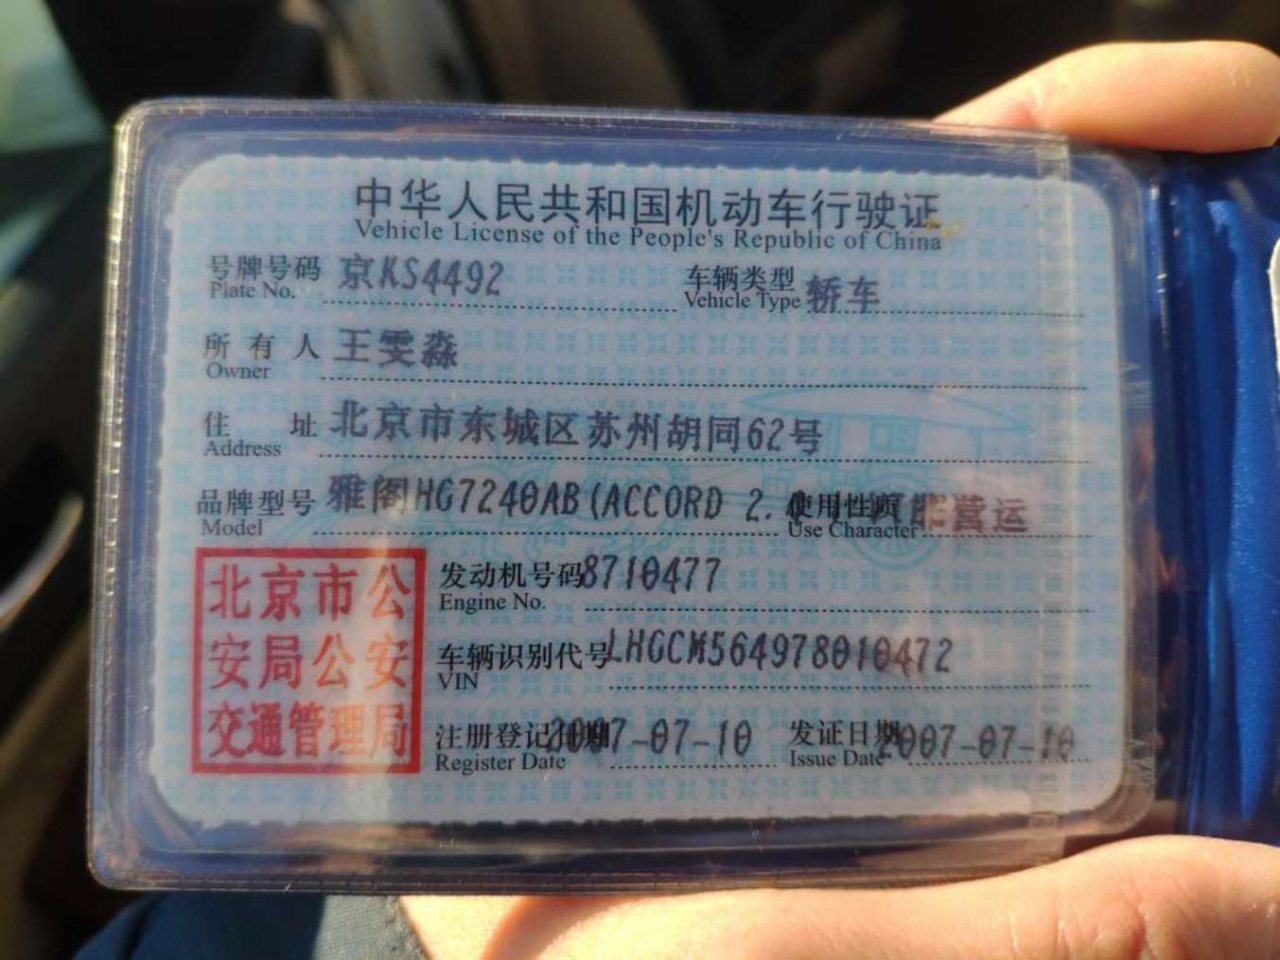 中华人民共和国机动车行驶证
Vehicle License of the People's Republic of China
号牌号码 京KS4492 车辆类型 轿车
Plate No. Vehicle Type
所有人 王雯淼
Owner
住址 北京市东城区苏州胡同62号
Address
品牌型号 雅阁HG7240AB(ACCORD 2. 使用性质 非营运
Model Use Character
北京市公
安局公安
交通管理局
发动机号码 8710477
Engine No.
车辆识别代号 LHGCM564978010472
VIN
注册登记日期 2007-07-10 发证日期 2007-07-10
Register Date Issue Date